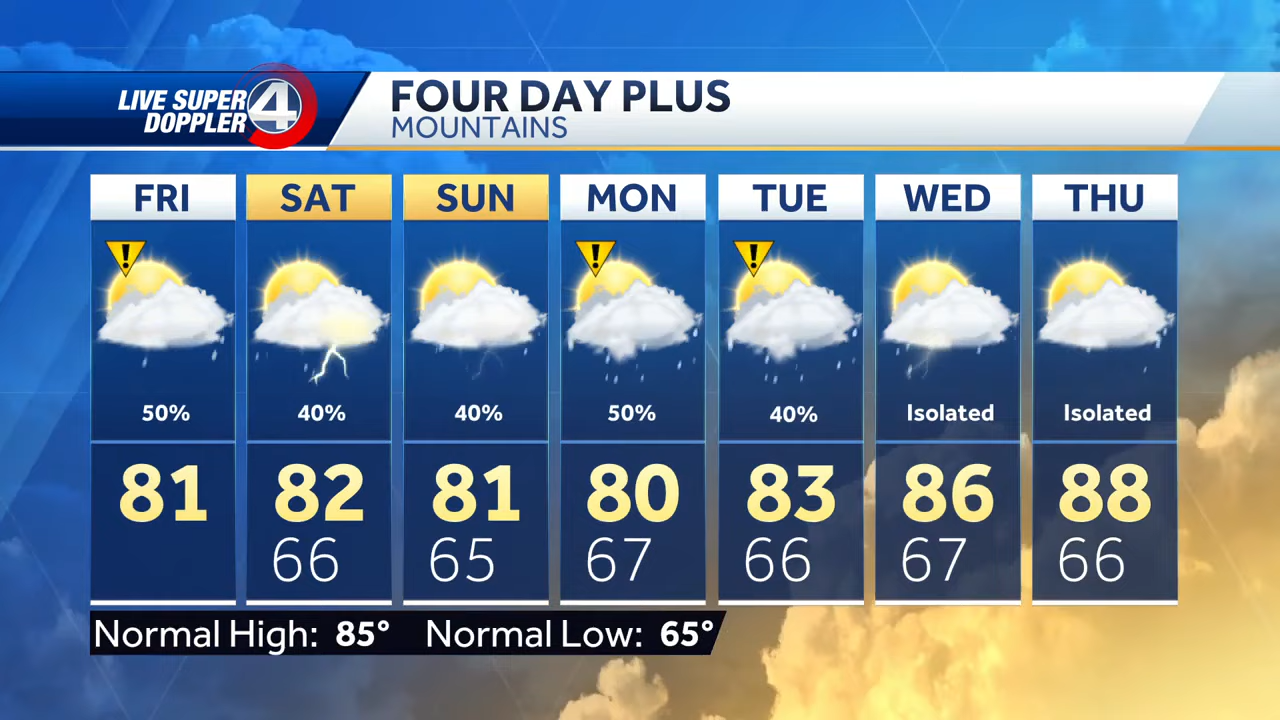 LIVE SUPER 4
DOPPLER
FOUR DAY PLUS
MOUNTAINS
FRI SAT SUN MON TUE WED THU
! ! !
50% 40% 40% 50% 40% Isolated Isolated
81 82 81 80 83 86 88
66 65 67 66 67 66
Normal High: 85° Normal Low: 65°